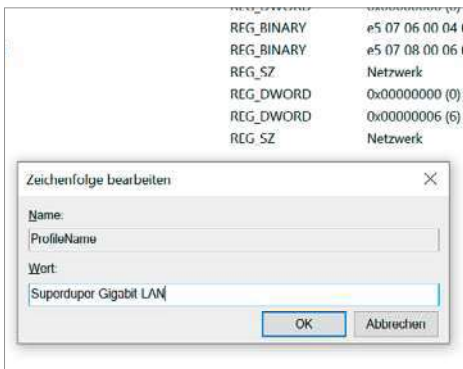 REG_BINARY e5 07 06 00 04
REG_BINARY e5 07 08 00 06
REG_SZ Netzwerk
REG_DWORD 0x00000000 (0)
REG_DWORD 0x00000006 (6)
REG_SZ Netzwerk
Zeichenfolge bearbeiten
Name:
ProfileName
Wert:
Superduper Gigabit LAN
OK Abbrechen